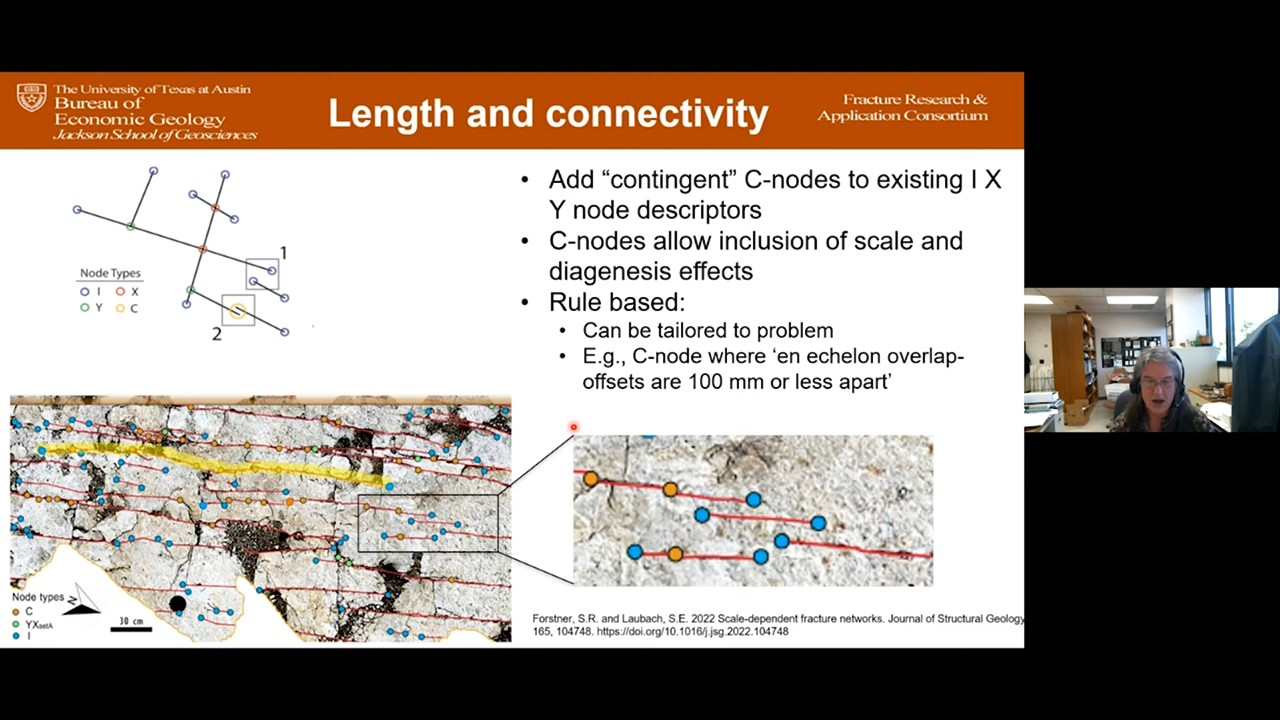 The University of Texas at Austin
Bureau of
Economic Geology
Jackson School of Geosciences
Length and connectivity
Fracture Research &
Application Consortium
1
2
Node Types
I X
Y C
• Add “contingent” C-nodes to existing I X
Y node descriptors
• C-nodes allow inclusion of scale and
diagenesis effects
• Rule based:
• Can be tailored to problem
• E.g., C-node where ‘en echelon overlap-
offsets are 100 mm or less apart’
Node types
C
YXsetA
I
N
30 cm
Forstner, S.R. and Laubach, S.E. 2022 Scale-dependent fracture networks. Journal of Structural Geology
165, 104748. https://doi.org/10.1016/j.jsg.2022.104748